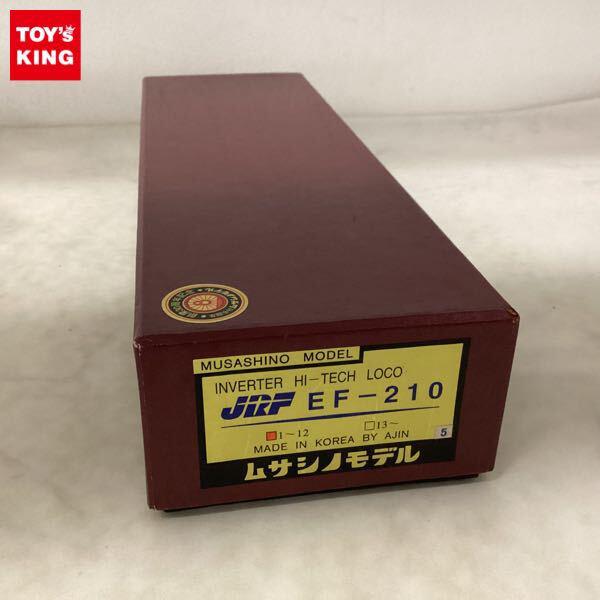 TOY's
KING
MUSASHINO MODEL
INVERTER HI-TECH LOCO
JRF EF-210
1~12 □13~
MADE IN KOREA BY AJIN
5
ムサシノモデル